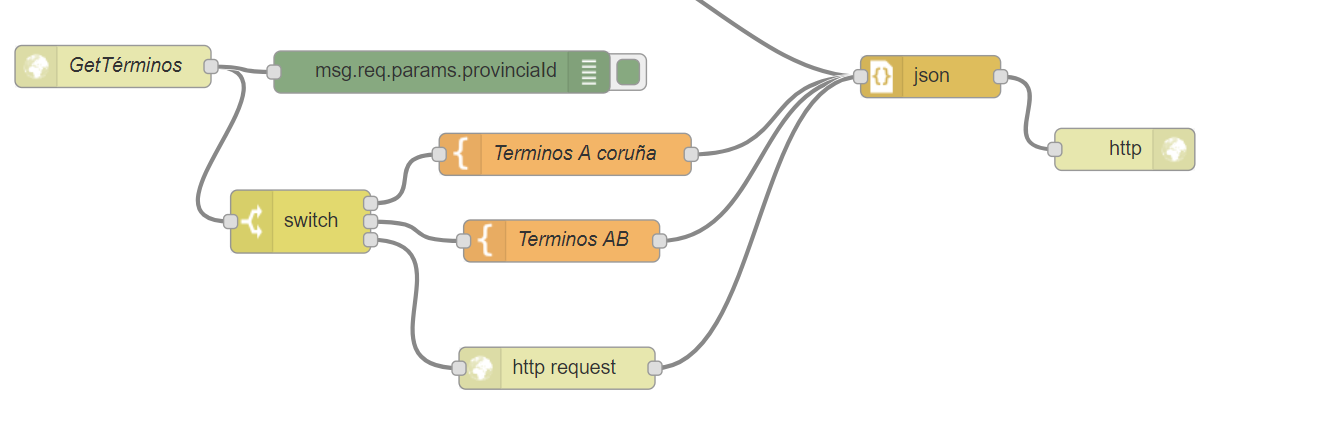 GetTérminos
msg.req.params.provinciaId
json
Terminos A coruña
http
switch
Terminos AB
http request